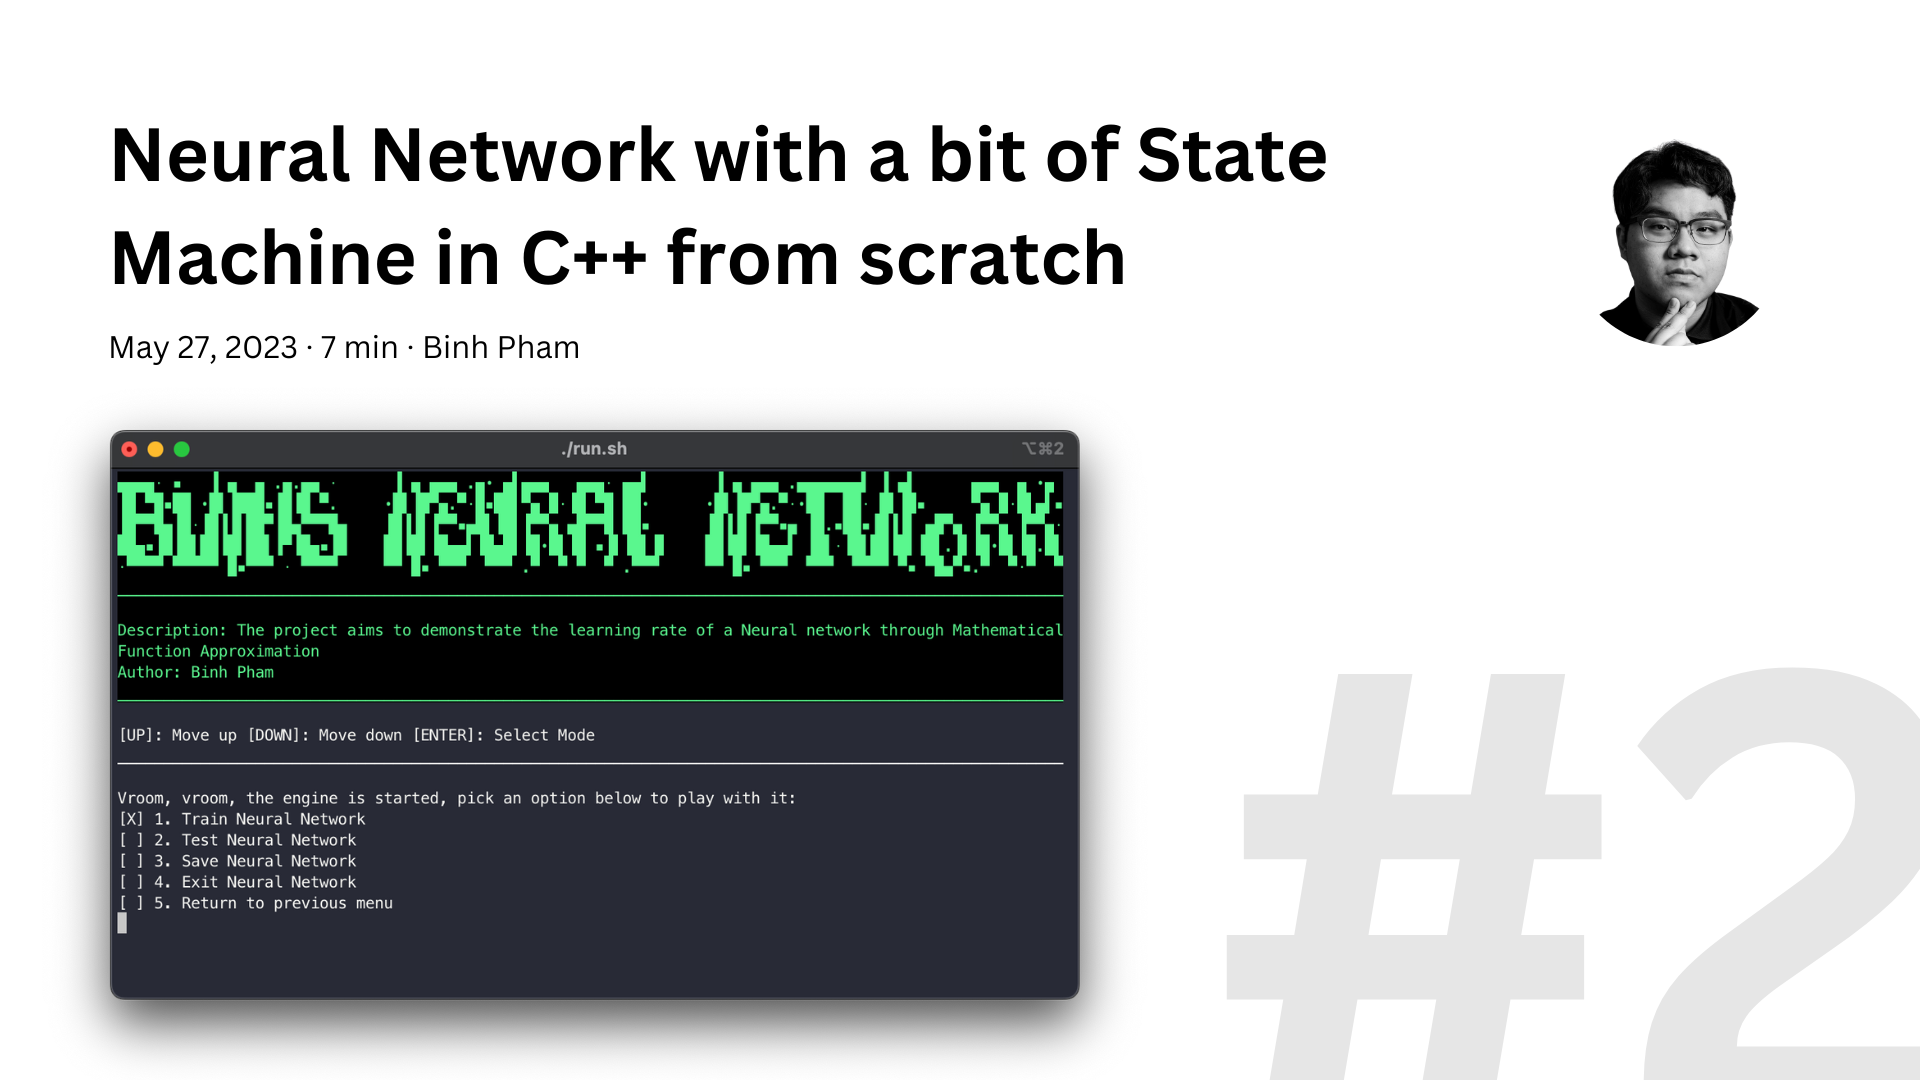 Neural Network with a bit of State
Machine in C++ from scratch
May 27, 2023 · 7 min · Binh Pham
./run.sh
⌥⌘2
BINHS NEURAL NETWORK
Description: The project aims to demonstrate the learning rate of a Neural network through Mathematical
Function Approximation
Author: Binh Pham
[UP]: Move up [DOWN]: Move down [ENTER]: Select Mode
Vroom, vroom, the engine is started, pick an option below to play with it:
[X] 1. Train Neural Network
[ ] 2. Test Neural Network
[ ] 3. Save Neural Network
[ ] 4. Exit Neural Network
[ ] 5. Return to previous menu
#2